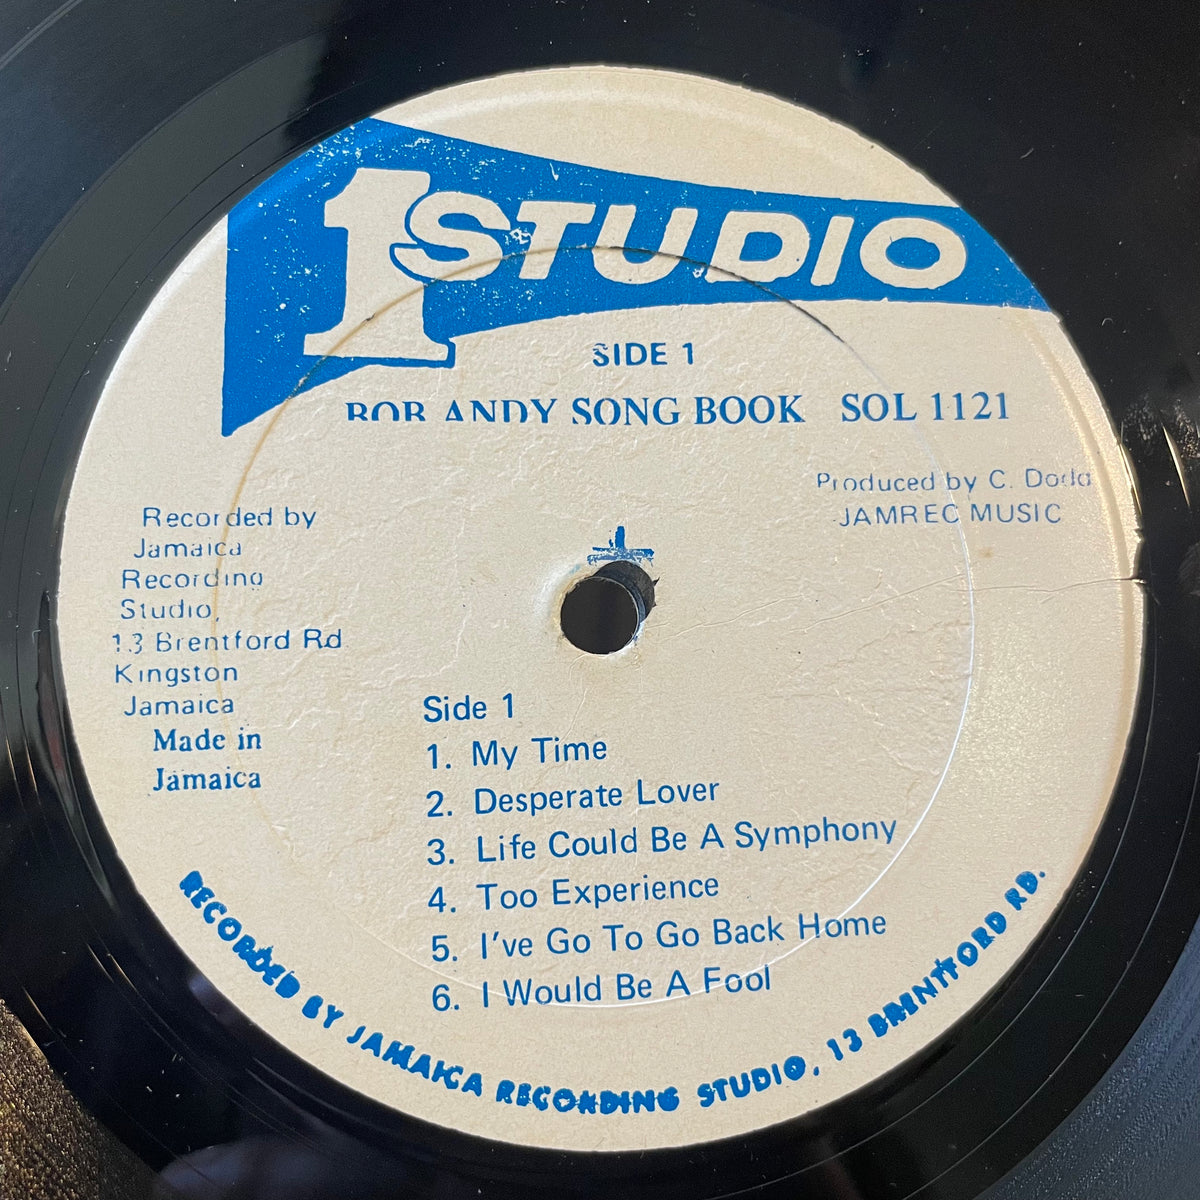 1 STUDIO
SIDE 1
BOB ANDY SONG BOOK SOL 1121
Produced by C. Dodd
JAMREC MUSIC
Recorded by
Jamaica
Recording
Studio,
13 Brentford Rd.
Kingston
Jamaica
Made in
Jamaica
Side 1
1. My Time
2. Desperate Lover
3. Life Could Be A Symphony
4. Too Experience
5. I've Go To Go Back Home
6. I Would Be A Fool
RECORDED BY JAMAICA RECORDING STUDIO, 13 BRENTFORD RD.